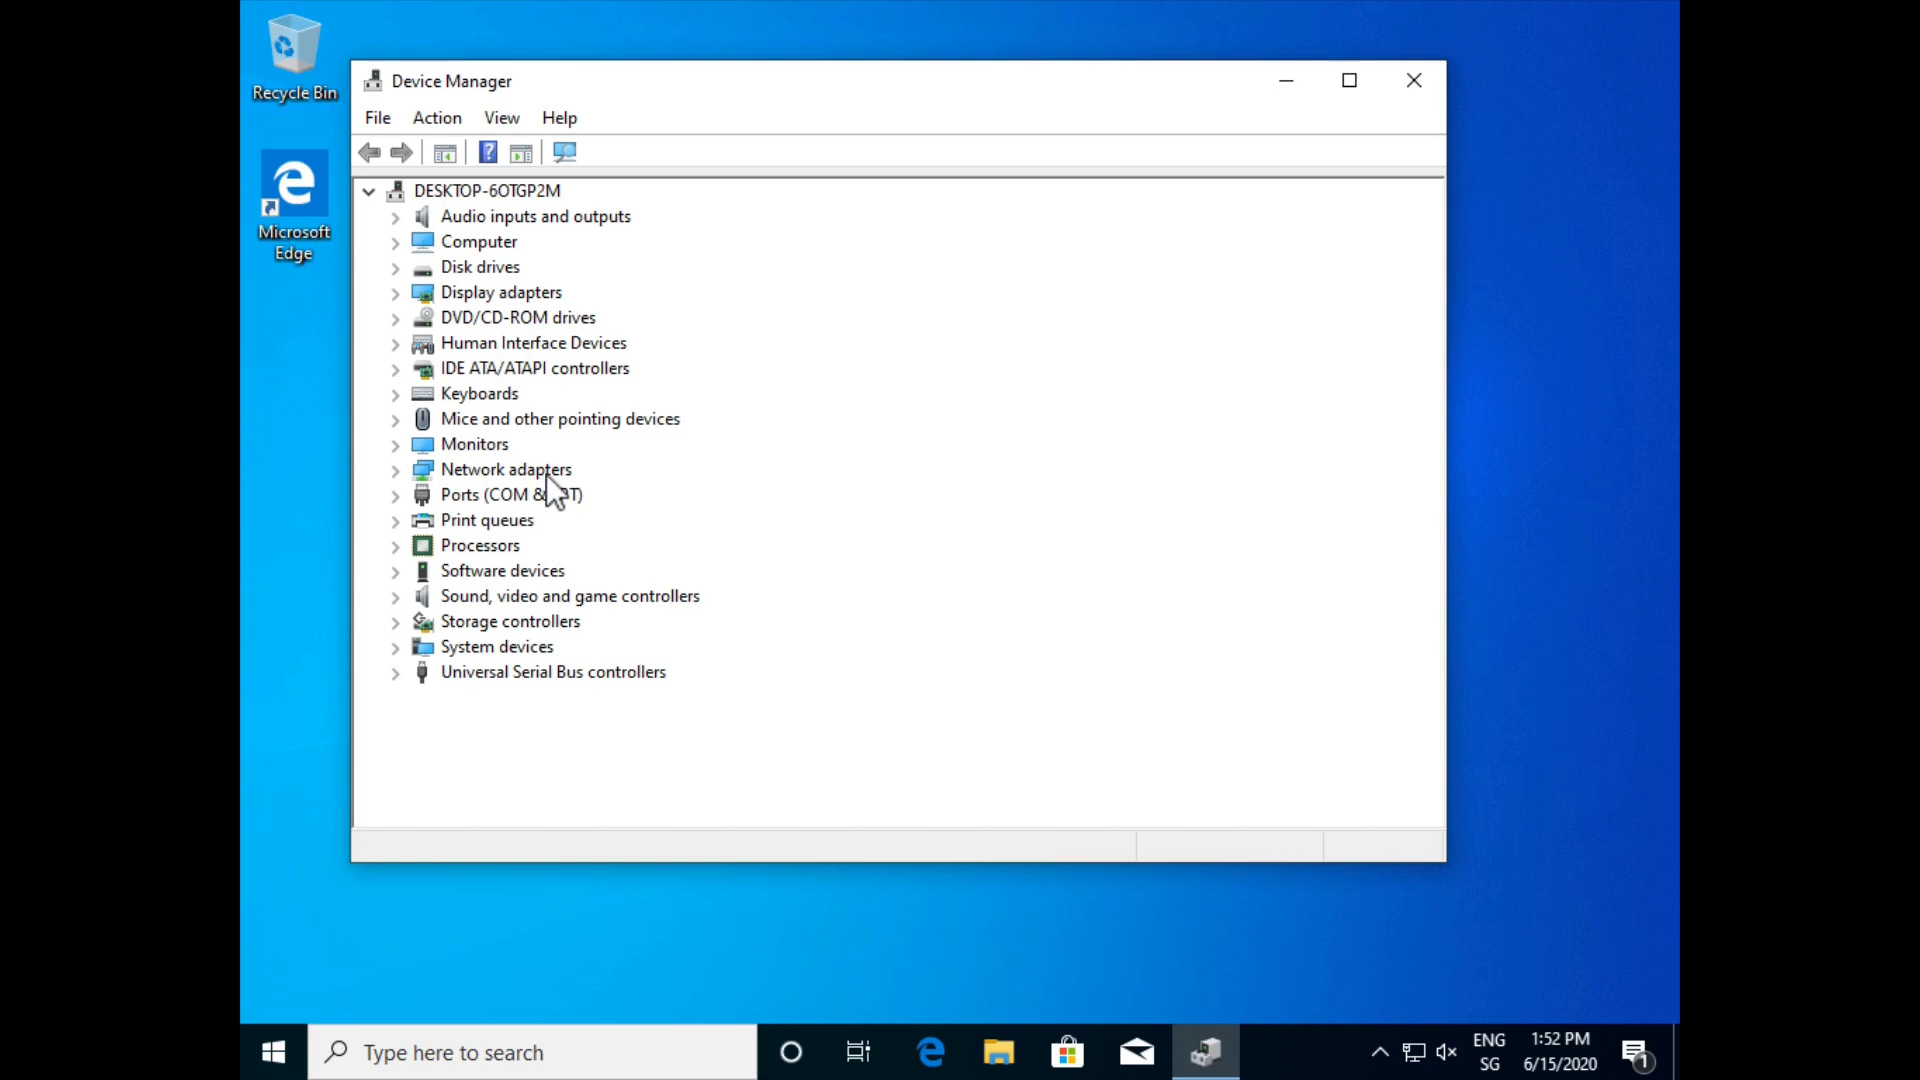 Recycle Bin
Microsoft
Edge
Device Manager
File Action View Help
DESKTOP-6OTGP2M
Audio inputs and outputs
Computer
Disk drives
Display adapters
DVD/CD-ROM drives
Human Interface Devices
IDE ATA/ATAPI controllers
Keyboards
Mice and other pointing devices
Monitors
Network adapters
Ports (COM &
Print queues
Processors
Software devices
Sound, video and game controllers
Storage controllers
System devices
Universal Serial Bus controllers
Type here to search
ENG
SG
1:52 PM
6/15/2020
1